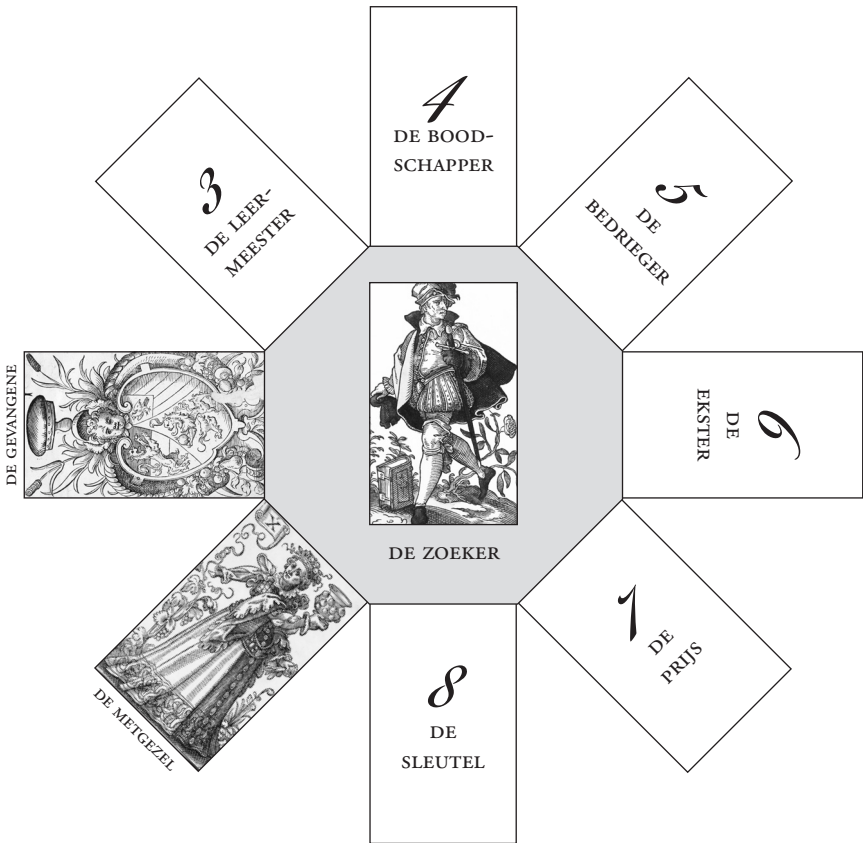 4
DE BOOD-
SCHAPPER
3
DE LEER-
MEESTER
5
DE
BEDRIEGER
DE GEVANGENE
6
DE
EKSTER
DE ZOEKER
X
DE METGEZEL
7
DE
PRIJS
8
DE
SLEUTEL